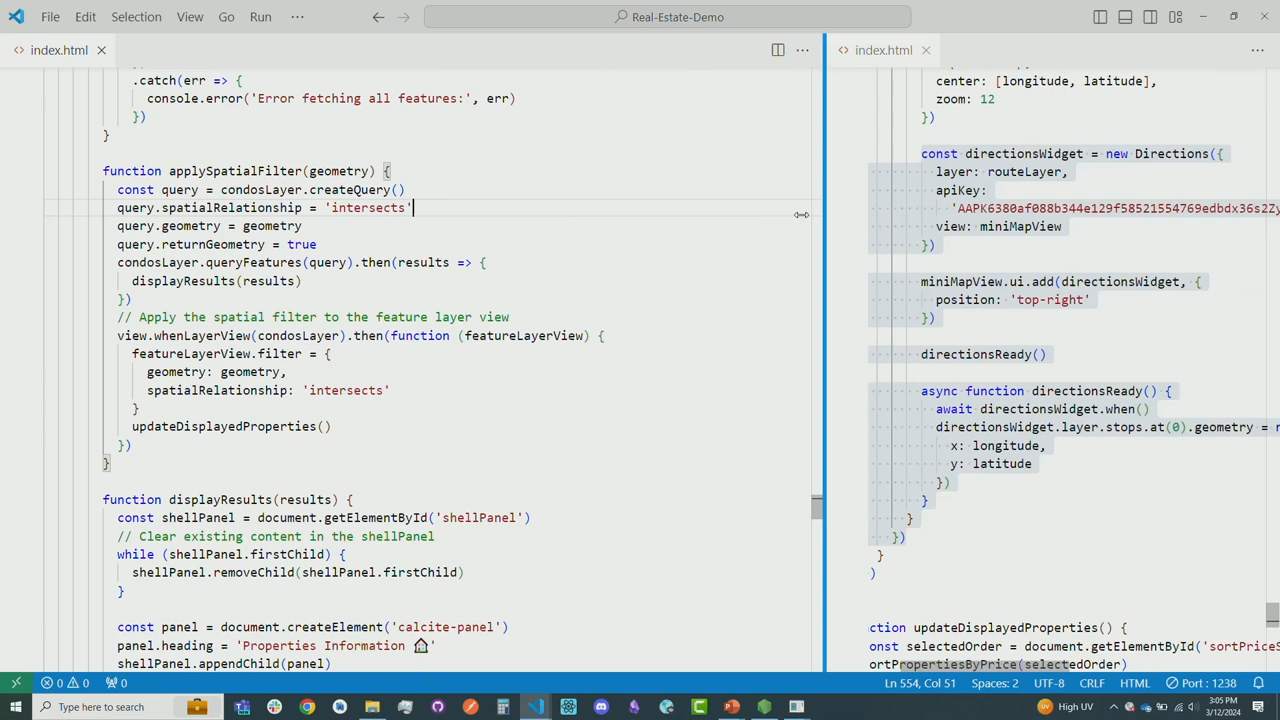 File Edit Selection View Go Run ··· Real-Estate-Demo
index.html
.catch(err => {
console.error('Error fetching all features:', err)
})
}
function applySpatialFilter(geometry) {
const query = condosLayer.createQuery()
query.spatialRelationship = 'intersects'
query.geometry = geometry
query.returnGeometry = true
condosLayer.queryFeatures(query).then(results => {
displayResults(results)
})
// Apply the spatial filter to the feature layer view
view.whenLayerView(condosLayer).then(function (featureLayerView) {
featureLayerView.filter = {
geometry: geometry,
spatialRelationship: 'intersects'
}
updateDisplayedProperties()
})
}
function displayResults(results) {
const shellPanel = document.getElementById('shellPanel')
// Clear existing content in the shellPanel
while (shellPanel.firstChild) {
shellPanel.removeChild(shellPanel.firstChild)
}
const panel = document.createElement('calcite-panel')
panel.heading = 'Properties Information 🏠'
shellPanel.appendChild(panel)
index.html
center: [longitude, latitude],
zoom: 12
})
const directionsWidget = new Directions({
layer: routeLayer,
apiKey:
'AAPK6380af088b344e129f58521554769edbdx36s2Zy
view: miniMapView
})
miniMapView.ui.add(directionsWidget, {
position: 'top-right'
})
directionsReady()
async function directionsReady() {
await directionsWidget.when()
directionsWidget.layer.stops.at(0).geometry =
x: longitude,
y: latitude
})
}
}
})
}
)
ction updateDisplayedProperties() {
onst selectedOrder = document.getElementById('sortPriceS
ortPropertiesByPrice(selectedOrder)
0 0 0 Ln 554, Col 51 Spaces: 2 UTF-8 CRLF HTML Port : 1238
Type here to search High UV 3:05 PM
3/12/2024